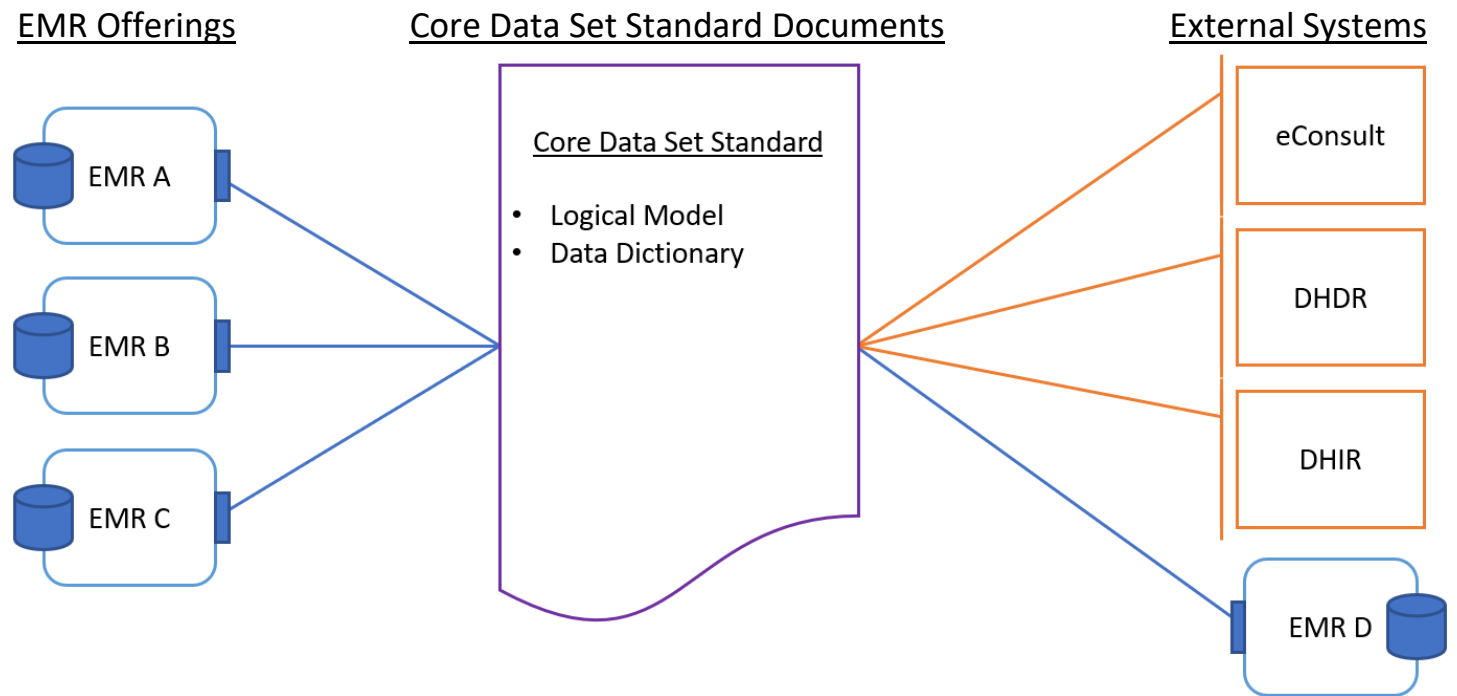 EMR Offerings
Core Data Set Standard Documents
External Systems
EMR A
EMR B
EMR C
Core Data Set Standard
• Logical Model
• Data Dictionary
eConsult
DHDR
DHIR
EMR D